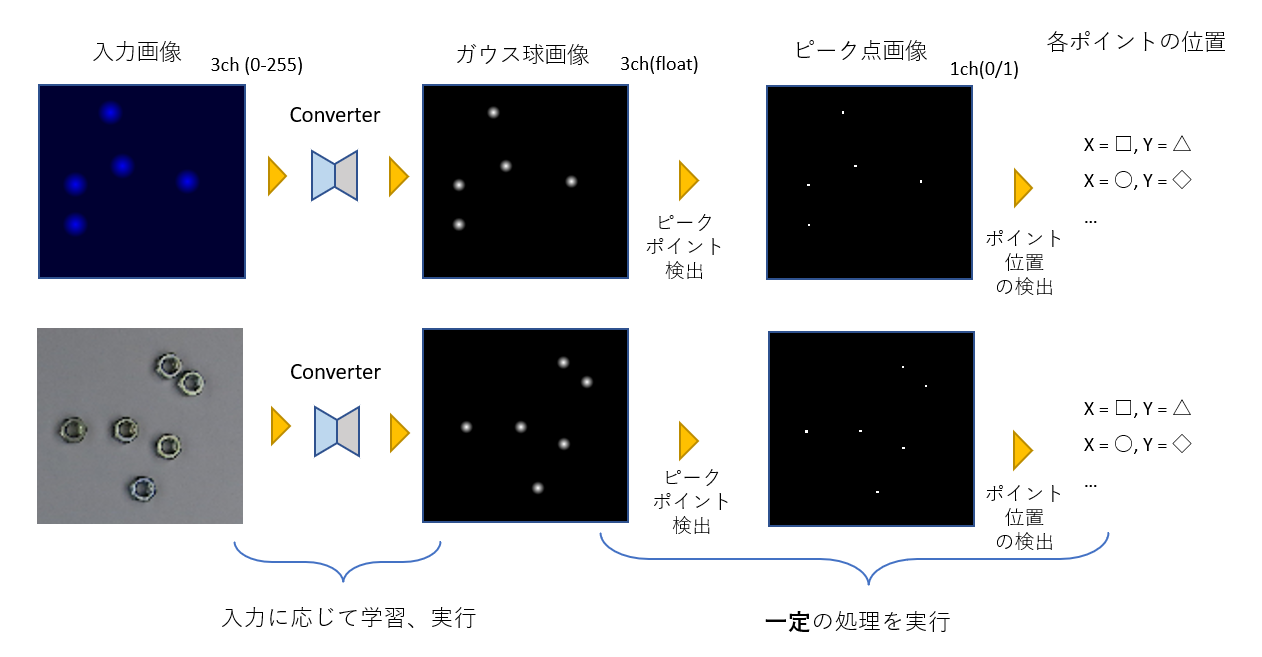 入力画像
3ch (0-255)
ガウス球画像
3ch(float)
ピーク点画像
1ch(0/1)
各ポイントの位置
Converter
ピーク
ポイント
検出
ポイント
位置
の検出
X = □, Y = △
X = ○, Y = ◇
...
Converter
ピーク
ポイント
検出
ポイント
位置
の検出
X = □, Y = △
X = ○, Y = ◇
...
入力に応じて学習、実行
一定の処理を実行